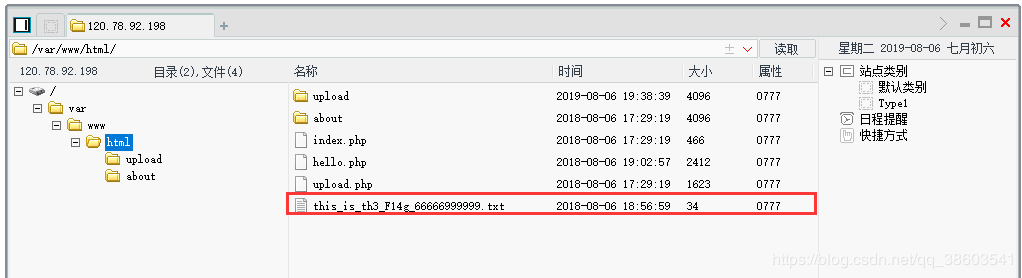 120.78.92.198
/var/www/html/ 读取 星期二 2019-08-06 七月初六
120.78.92.198 目录(2),文件(4) 名称 时间 大小 属性
/
var
www
html
upload
about
upload 2019-08-06 19:38:39 4096 0777
about 2018-08-06 17:29:19 4096 0777
index.php 2018-08-06 17:29:19 466 0777
hello.php 2018-08-06 19:02:57 2412 0777
upload.php 2018-08-06 17:29:19 1623 0777
this_is_th3_F14g_66666999999.txt 2018-08-06 18:56:59 34 0777
站点类别
默认类别
Type1
日程提醒
快捷方式
https://blog.csdn.net/qq_38603541